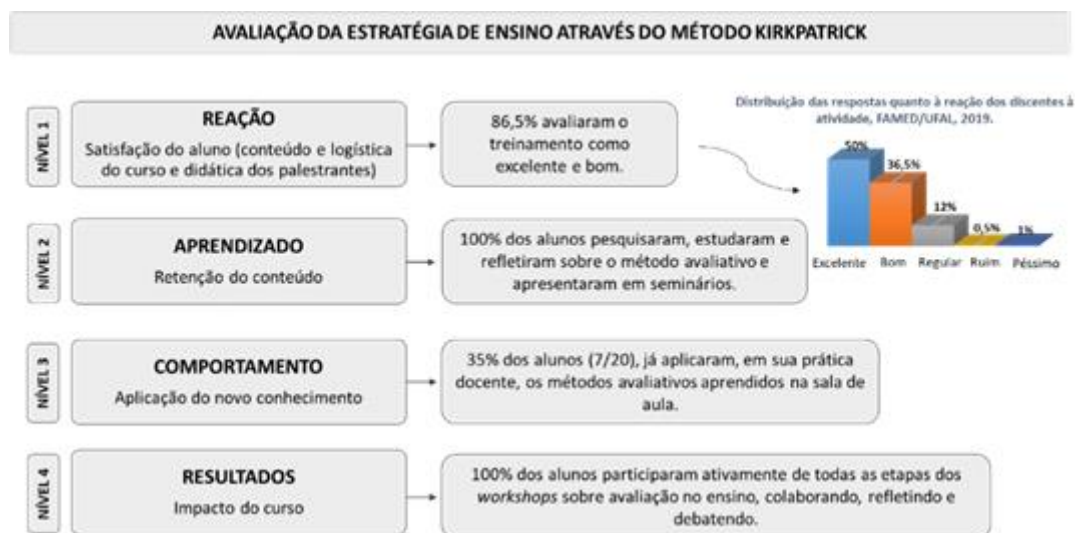 AVALIAÇÃO DA ESTRATÉGIA DE ENSINO ATRAVÉS DO MÉTODO KIRKPATRICK
NÍVEL 1
REAÇÃO
Satisfação do aluno (conteúdo e logística
do curso e didática dos palestrantes)
86,5% avaliaram o
treinamento como
excelente e bom.
Distribuição das respostas quanto à reação dos discentes à
atividade, FAMED/UFAL, 2019.
50%
36,5%
12%
0,5%
1%
Excelente Bom Regular Ruim Péssimo
NÍVEL 2
APRENDIZADO
Retenção do conteúdo
100% dos alunos pesquisaram, estudaram e
refletiram sobre o método avaliativo e
apresentaram em seminários.
NÍVEL 3
COMPORTAMENTO
Aplicação do novo conhecimento
35% dos alunos (7/20), já aplicaram, em sua prática
docente, os métodos avaliativos aprendidos na sala de
aula.
NÍVEL 4
RESULTADOS
Impacto do curso
100% dos alunos participaram ativamente de todas as etapas dos
workshops sobre avaliação no ensino, colaborando, refletindo e
debatendo.